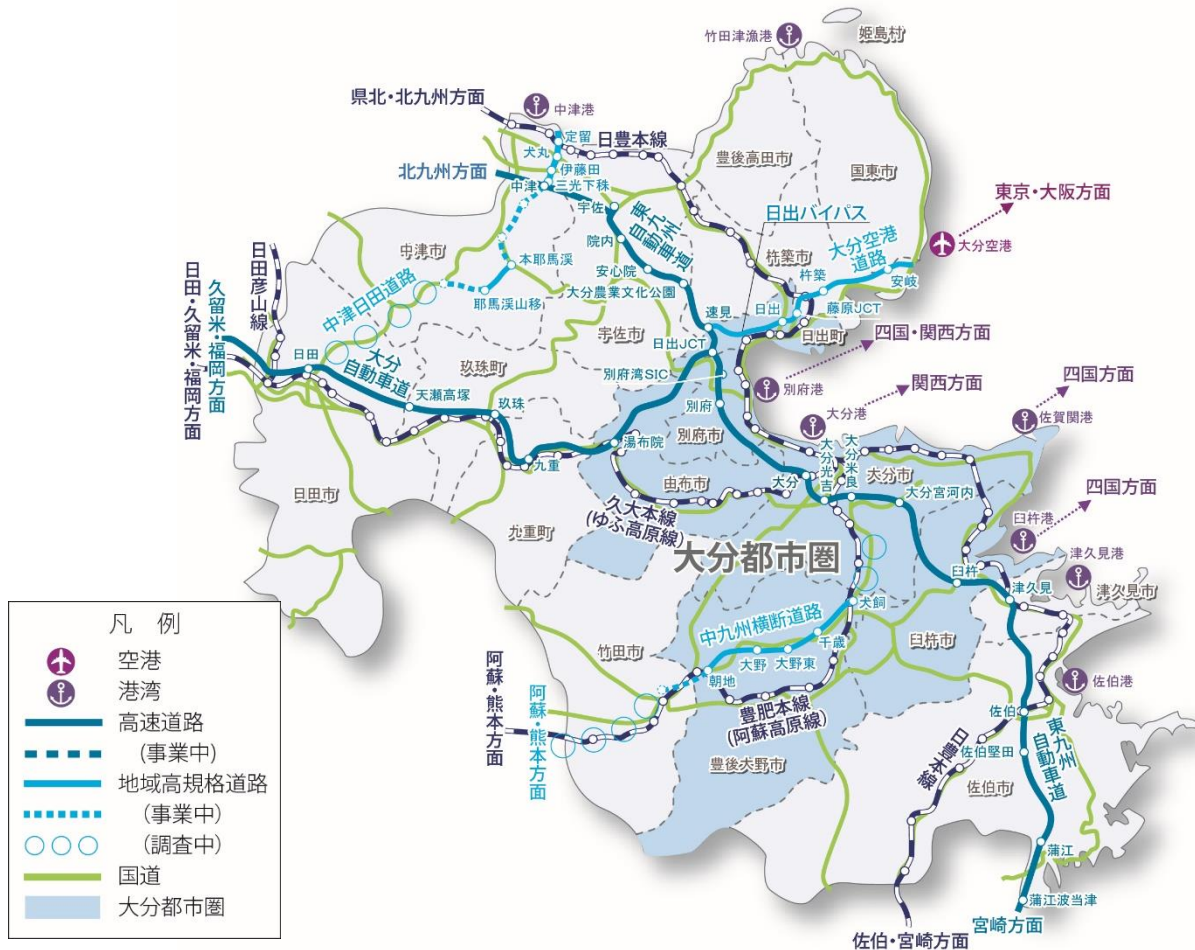 竹田津漁港
姫島村
県北・北九州方面
中津港
定留
日豊本線
犬丸
伊藤田
北九州方面
中津
三光下秣
豊後高田市
国東市
宇佐
東九州
自動車道
日出バイパス
東京・大阪方面
大分空港
大分空港
道路
中津市
院内
杵築市
本耶馬溪
安心院
杵築
安岐
日田彦山線
日田・久留米・福岡方面
久留米・福岡方面
中津日田道路
耶馬溪山移
大分農業文化公園
速見
日出
藤原JCT
宇佐市
日出JCT
日出町
四国・関西方面
日田
大分
自動車道
玖珠町
別府湾SIC
別府港
関西方面
四国方面
天瀬高塚
玖珠
別府
大分港
佐賀関港
湯布院
別府市
九重
大分
大分光吉
大分米良
大分市
日田市
由布市
大分宮河内
四国方面
久大本線
(ゆふ高原線)
臼杵港
九重町
大分都市圏
津久見港
臼杵
津久見
津久見市
犬飼
中九州横断道路
千歳
臼杵市
竹田市
大野
大野東
朝地
佐伯港
阿蘇・熊本方面
阿蘇・熊本方面
豊肥本線
(阿蘇高原線)
佐伯
東九州
自動車道
日豊本線
佐伯堅田
豊後大野市
佐伯市
蒲江
蒲江波当津
宮崎方面
佐伯・宮崎方面
凡 例
空港
港湾
高速道路
(事業中)
地域高規格道路
(事業中)
(調査中)
国道
大分都市圏